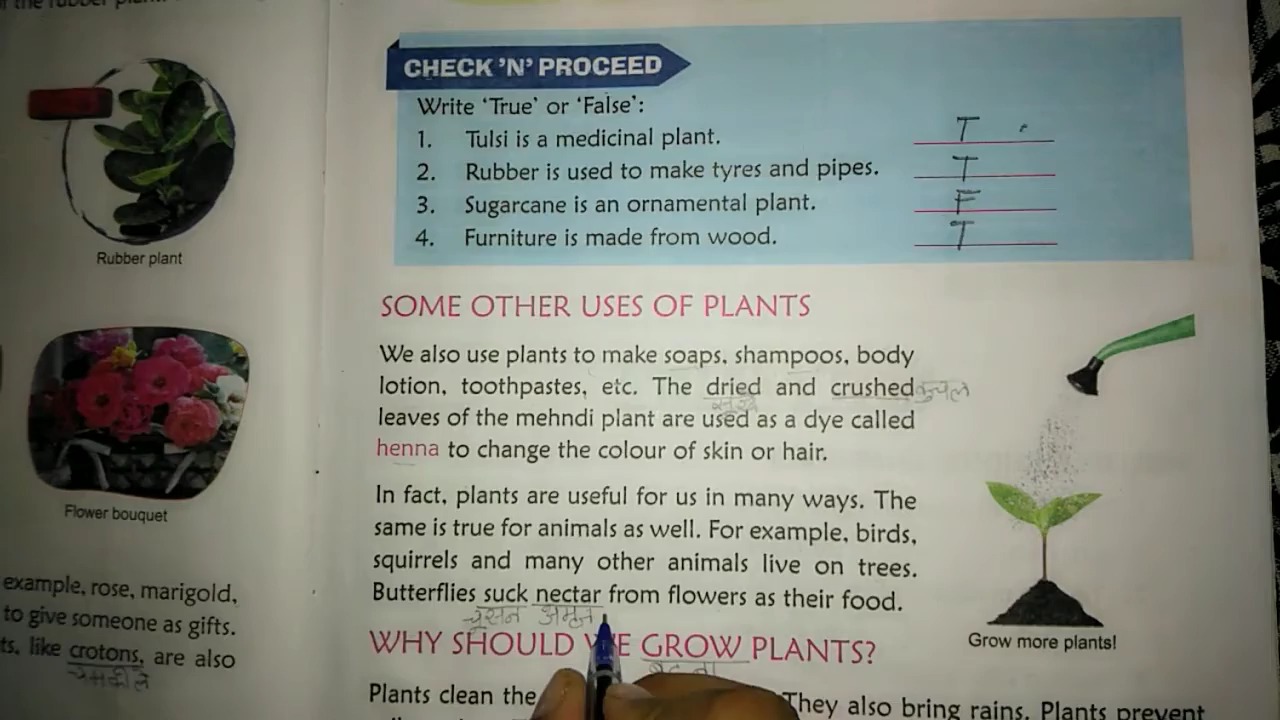 the rubber plan
Rubber plant
Flower bouquet
example, rose, marigold,
to give someone as gifts.
ts, like crotons, are also
चमकीले
CHECK 'N' PROCEED
Write 'True' or 'False':
1. Tulsi is a medicinal plant. T
2. Rubber is used to make tyres and pipes. T
3. Sugarcane is an ornamental plant. F
4. Furniture is made from wood. T
SOME OTHER USES OF PLANTS
We also use plants to make soaps, shampoos, body
lotion, toothpastes, etc. The dried and crushed कुचले
सूखे
leaves of the mehndi plant are used as a dye called
henna to change the colour of skin or hair.
In fact, plants are useful for us in many ways. The
same is true for animals as well. For example, birds,
squirrels and many other animals live on trees.
Butterflies suck nectar from flowers as their food.
चूसना अमृत
WHY SHOULD WE GROW PLANTS?
Plants clean the They also bring rains. Plants prevent
Grow more plants!